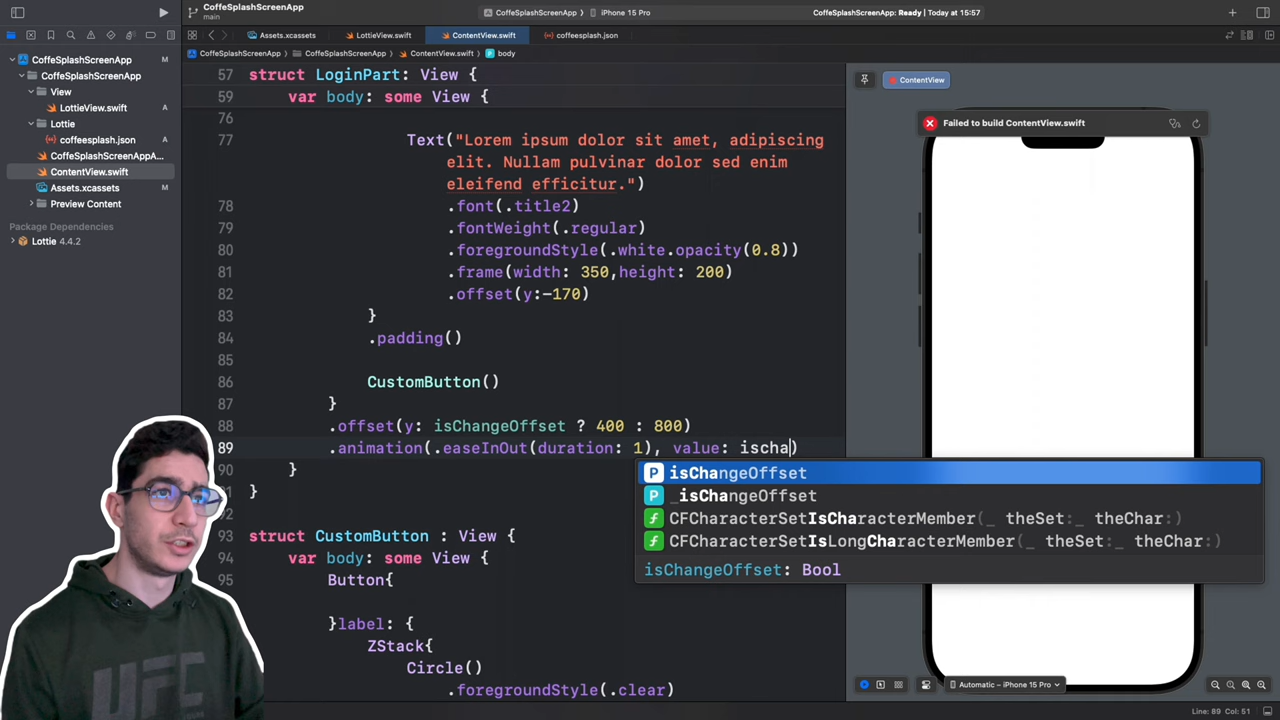 CoffeSplashScreenApp
main
CoffeSplashScreenApp
iPhone 15 Pro
CoffeSplashScreenApp: Ready | Today at 15:57
Assets.xcassets
LottieView.swift
ContentView.swift
coffeesplash.json
CoffeSplashScreenApp
CoffeSplashScreenApp
ContentView.swift
body
CoffeSplashScreenApp M
CoffeSplashScreenApp
View
LottieView.swift A
Lottie
coffeesplash.json A
CoffeSplashScreenAppA... A
ContentView.swift
Assets.xcassets M
Preview Content
Package Dependencies
Lottie 4.4.2
57 struct LoginPart: View {
59 var body: some View {
76
77 Text("Lorem ipsum dolor sit amet, adipiscing
elit. Nullam pulvinar dolor sed enim
eleifend efficitur.")
78 .font(.title2)
79 .fontWeight(.regular)
80 .foregroundStyle(.white.opacity(0.8))
81 .frame(width: 350,height: 200)
82 .offset(y:-170)
83 }
84 .padding()
85
86 CustomButton()
87 }
88 .offset(y: isChangeOffset ? 400 : 800)
89 .animation(.easeInOut(duration: 1), value: ischa)
90 }
91 }
92
93 struct CustomButton : View {
94 var body: some View {
95 Button{
}label: {
ZStack{
Circle()
.foregroundStyle(.clear)
P isChangeOffset
P _isChangeOffset
f CFCharacterSetIsCharacterMember(_ theSet:_ theChar:)
f CFCharacterSetIsLongCharacterMember(_ theSet:_ theChar:)
isChangeOffset: Bool
ContentView
Failed to build ContentView.swift
Automatic – iPhone 15 Pro
Line: 89 Col: 51
UFC